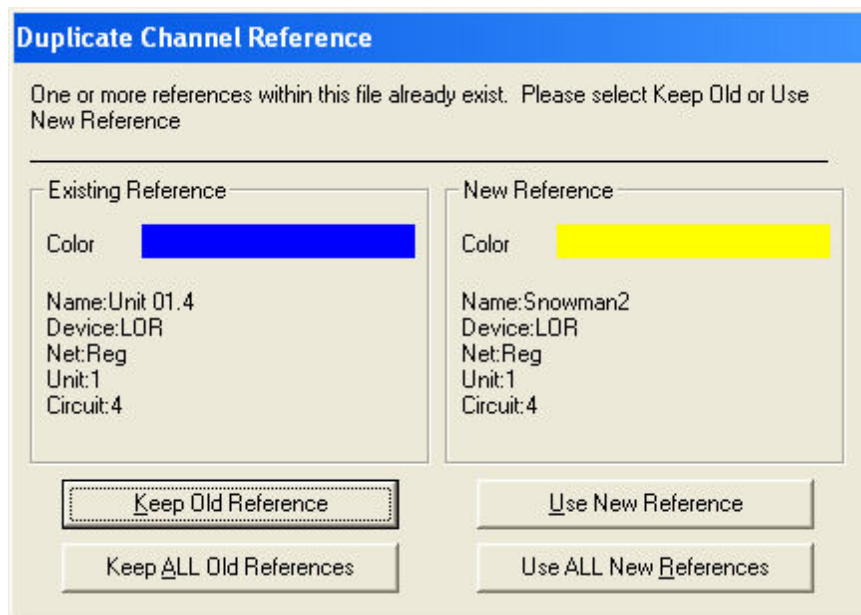 Duplicate Channel Reference
One or more references within this file already exist.  Please select Keep Old or Use
New Reference
Existing Reference
Color
Name:Unit 01.4
Device:LOR
Net:Reg
Unit:1
Circuit:4
New Reference
Color
Name:Snowman2
Device:LOR
Net:Reg
Unit:1
Circuit:4
Keep Old Reference
Use New Reference
Keep ALL Old References
Use ALL New References